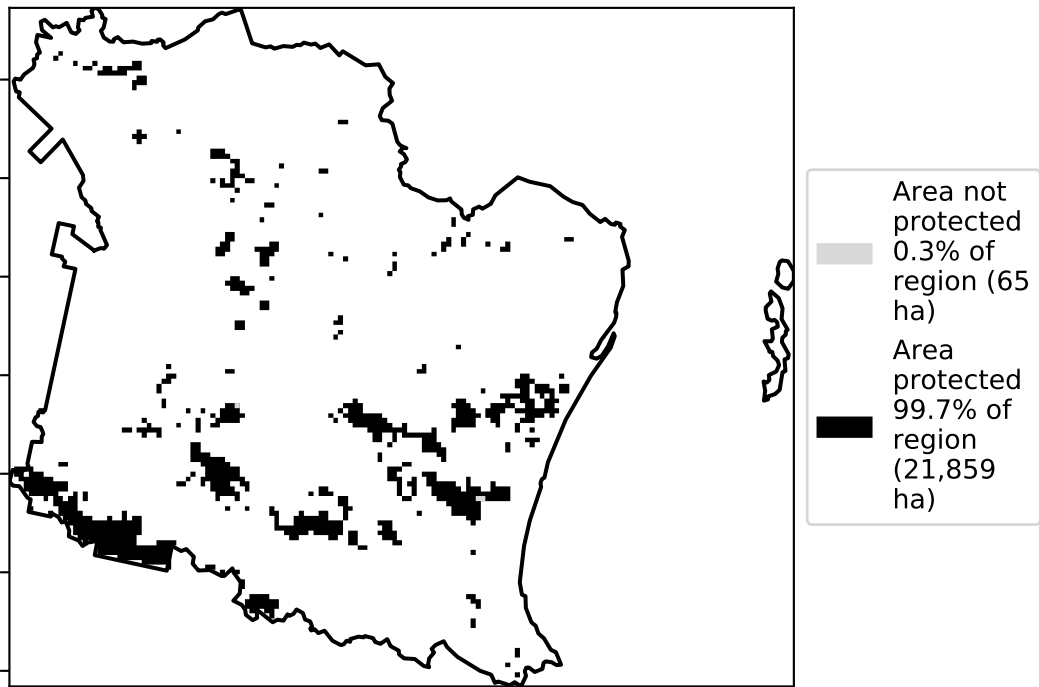 Area not
protected
0.3% of
region (65
ha)
Area
protected
99.7% of
region
(21,859
ha)